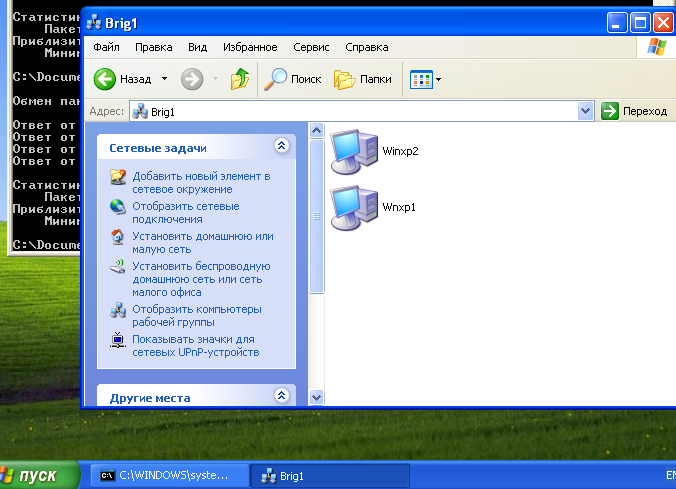 Статистик
Пакет
Приблизит
Миним
C:\Docume
Обмен пак
Ответ от
Ответ от
Ответ от
Ответ от
Статистик
Пакет
Приблизит
Миним
C:\Docume
Brig1
Файл Правка Вид Избранное Сервис Справка
Назад Поиск Папки
Адрес: Brig1 Переход
Сетевые задачи
Добавить новый элемент в
сетевое окружение
Отобразить сетевые
подключения
Установить домашнюю или
малую сеть
Установить беспроводную
домашнюю сеть или сеть
малого офиса
Отобразить компьютеры
рабочей группы
Показывать значки для
сетевых UPnP-устройств
Другие места
Winxp2
Wnxp1
пуск C:\WINDOWS\syste... Brig1 EN